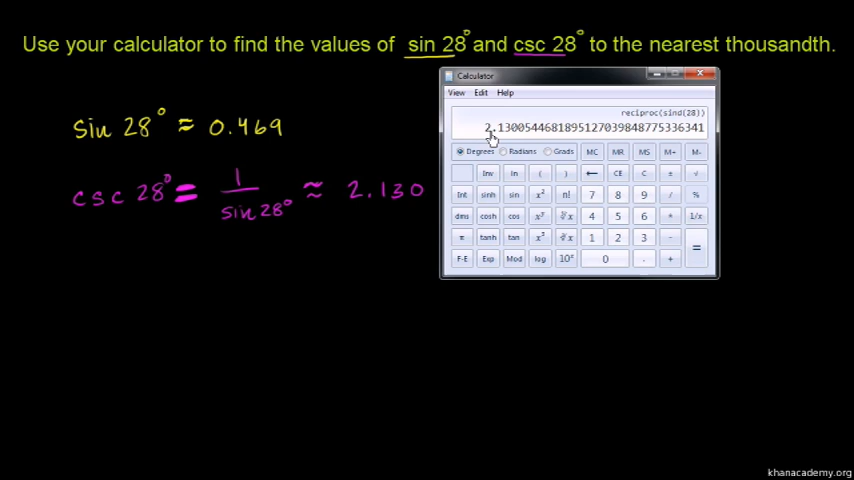 Use your calculator to find the values of sin 28° and csc 28° to the nearest thousandth.
Calculator
View Edit Help
reciproc(sind(28))
2.1300544681895127039848775336341
Degrees Radians Grads MC MR MS M+ M-
Inv ln ( ) ← CE C ± √
Int sinh sin x² n! 7 8 9 / %
dms cosh cos xʸ ʸ√x 4 5 6 * 1/x
π tanh tan x³ ³√x 1 2 3 - =
F-E Exp Mod log 10ˣ 0 . +
sin 28° ≈ 0.469
csc 28° = 1/sin 28° ≈ 2.130
khanacademy.org